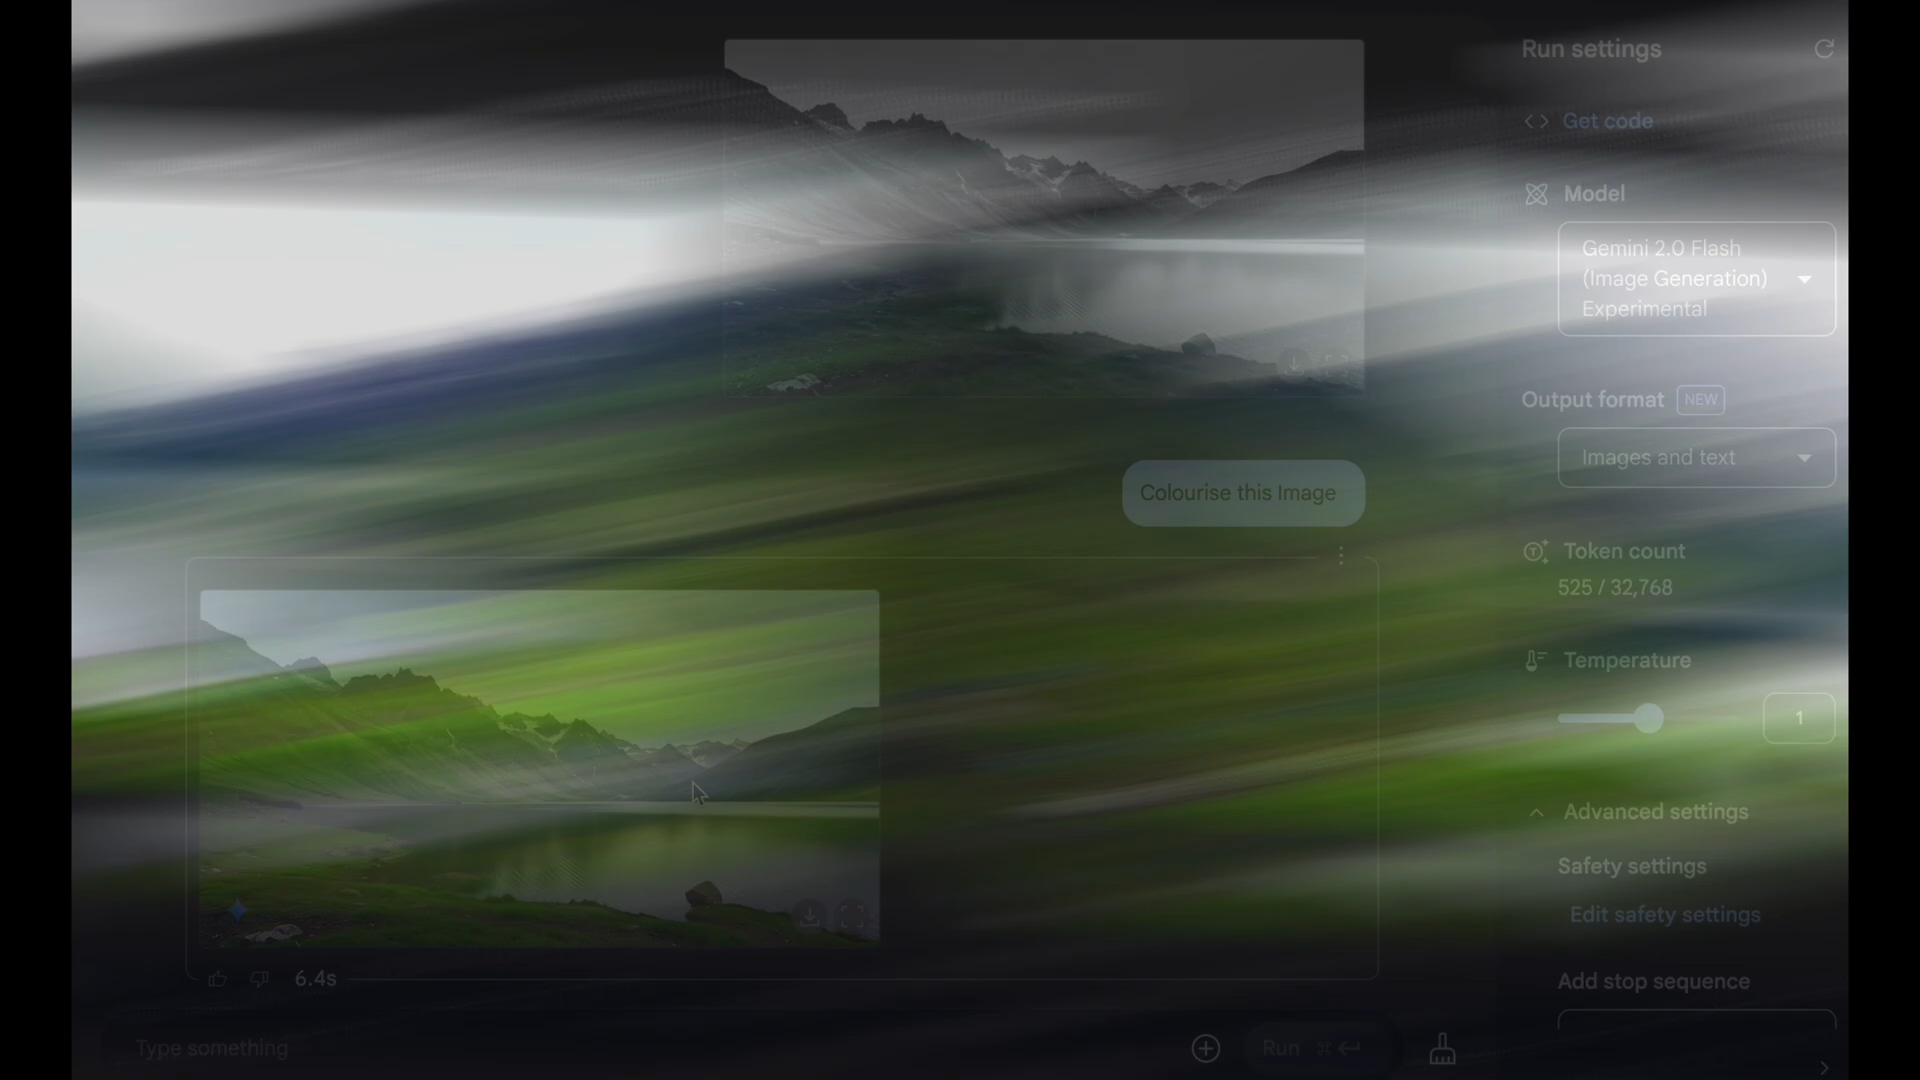 Run settings
Get code
Model
Gemini 2.0 Flash
(Image Generation)
Experimental
Output format NEW
Images and text
Colourise this Image
Token count
525 / 32,768
Temperature
1
Advanced settings
Safety settings
Edit safety settings
6.4s
Add stop sequence
Type something
Run ⌘ ↵